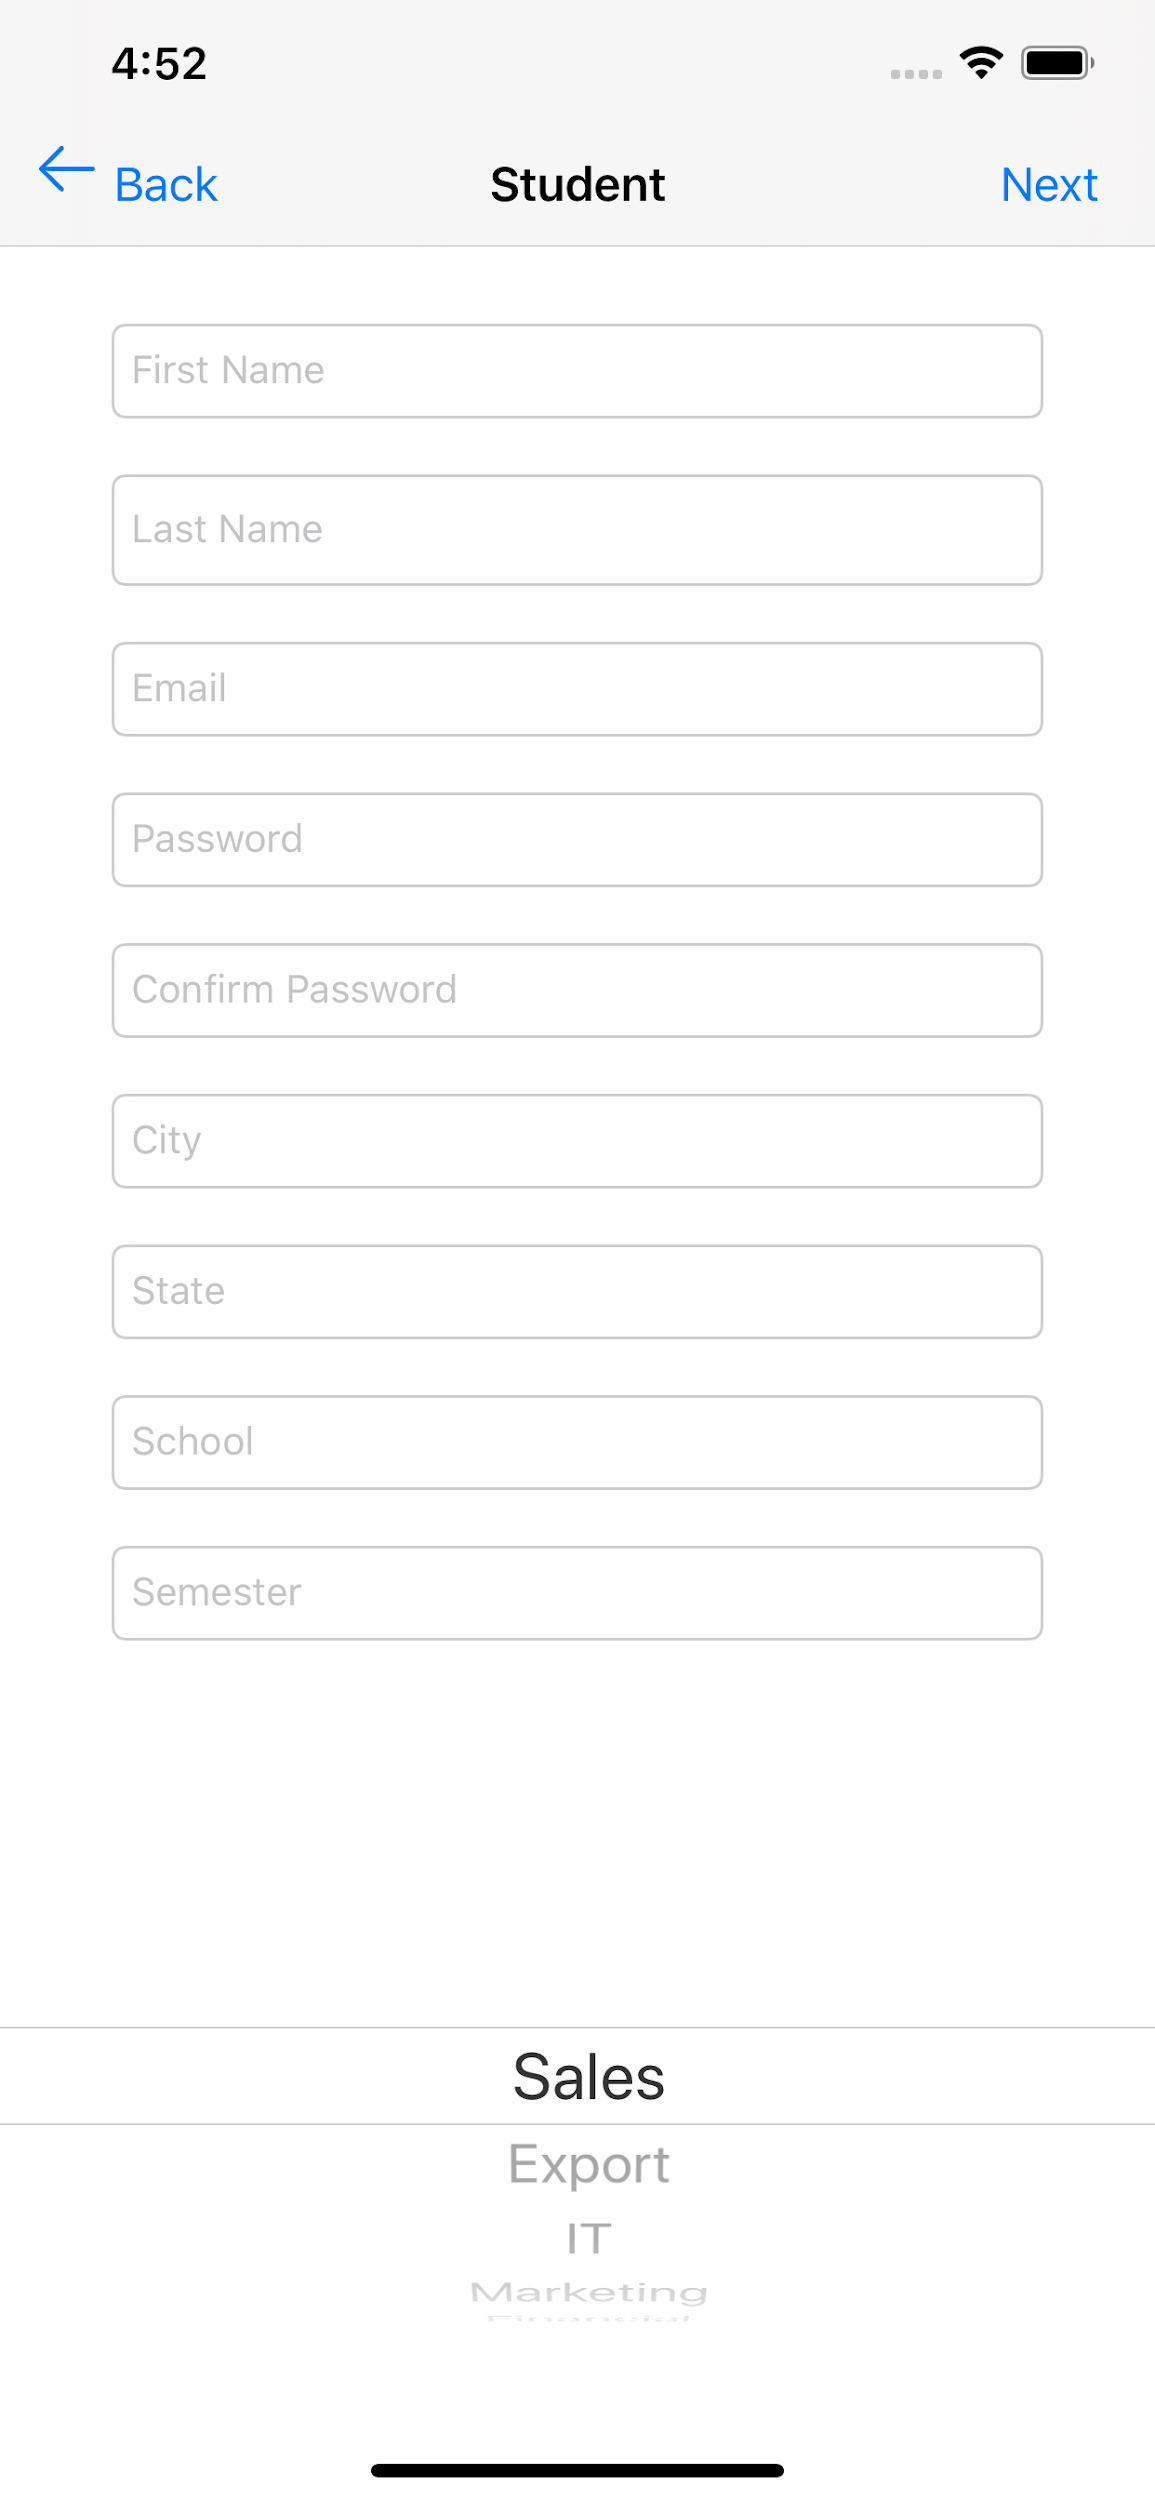 4:52
Back Student Next
First Name
Last Name
Email
Password
Confirm Password
City
State
School
Semester
Sales
Export
IT
Marketing
Financial